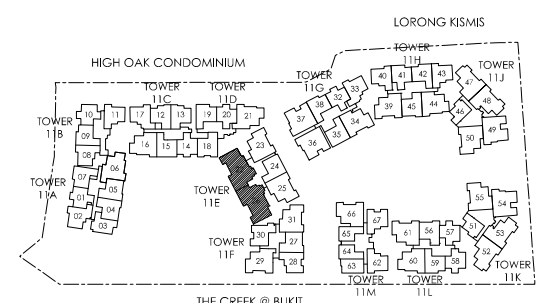 LORONG KISMIS
HIGH OAK CONDOMINIUM
TOWER
11H
TOWER
11J
TOWER
11G
TOWER
11C
TOWER
11D
TOWER
11B
TOWER
11A
TOWER
11E
TOWER
11F
TOWER
11M
TOWER
11L
TOWER
11K
10 11 17 12 13 19 20 21
09
08
16 15 14 18
07 06
01 05
02 04
03
23
24
25
31
30 27
29 28
37 38 32 33
36 35 34
40 41 42 43
39 45 44
47
48
46
50 49
66 67
65
64
63 62
61 56 57
60 59 58
55 54
51 53
52
THE CREEK @ BUKIT